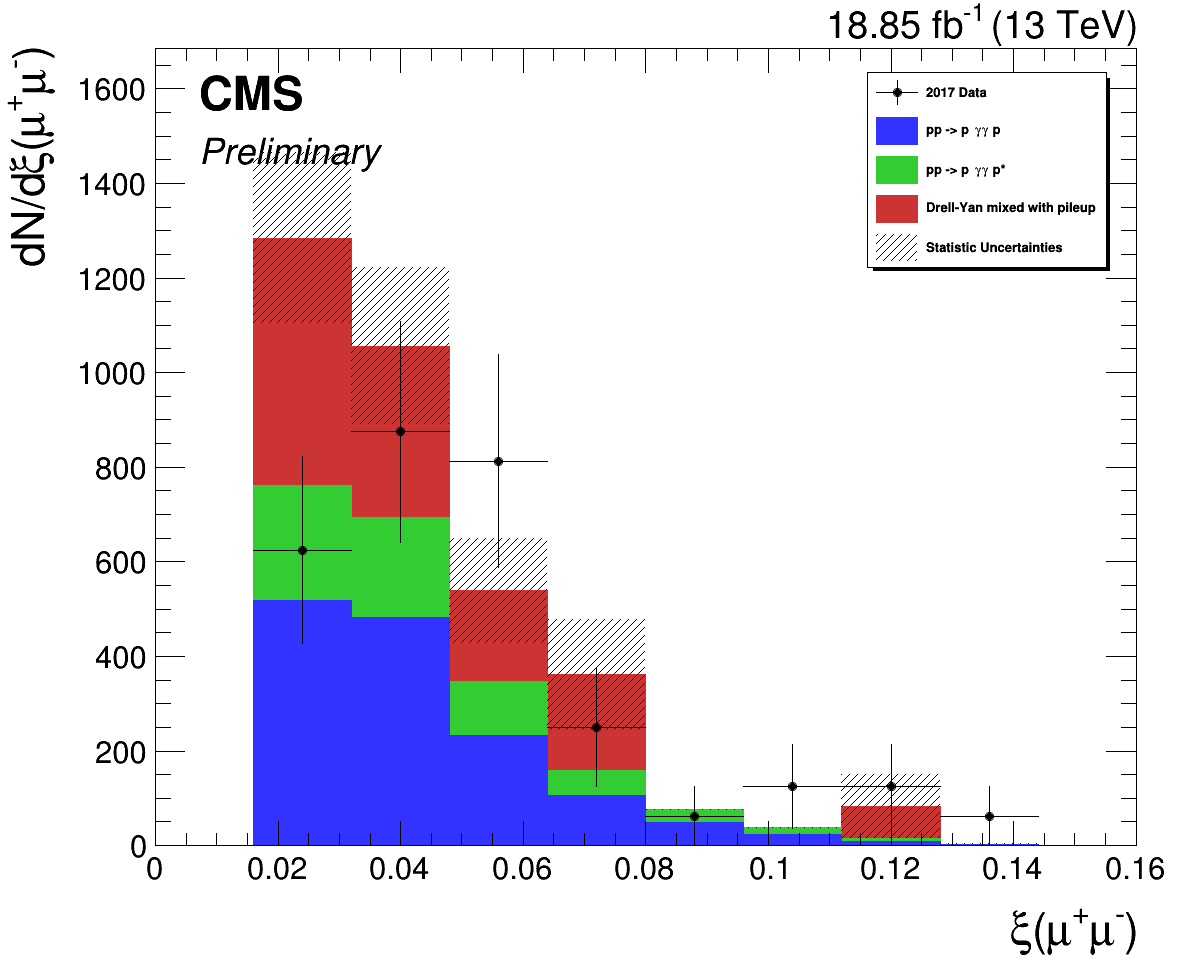 18.85 fb⁻¹ (13 TeV)
dN/dξ(μ⁺μ⁻)
CMS
Preliminary
2017 Data
pp -> p γγ p
pp -> p γγ p*
Drell-Yan mixed with pileup
Statistic Uncertainties
1600
1400
1200
1000
800
600
400
200
0
0 0.02 0.04 0.06 0.08 0.1 0.12 0.14 0.16
ξ(μ⁺μ⁻)